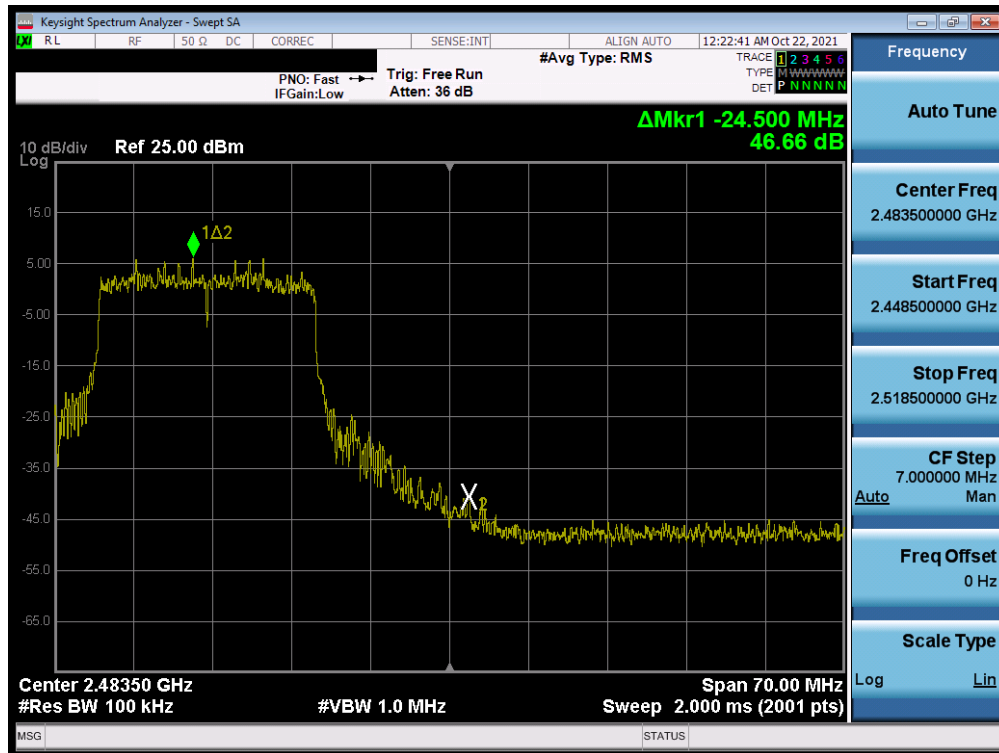 Keysight Spectrum Analyzer - Swept SA
LXI RL RF 50 Ω DC CORREC SENSE:INT ALIGN AUTO 12:22:41 AM Oct 22, 2021
PNO: Fast
IFGain:Low
Trig: Free Run
Atten: 36 dB
#Avg Type: RMS
TRACE 1 2 3 4 5 6
TYPE M WWWWW
DET P N N N N N
ΔMkr1 -24.500 MHz
46.66 dB
10 dB/div Ref 25.00 dBm
Log
15.0
5.00
-5.00
-15.0
-25.0
-35.0
-45.0
-55.0
-65.0
1Δ2
X2
Center 2.48350 GHz Span 70.00 MHz
#Res BW 100 kHz #VBW 1.0 MHz Sweep 2.000 ms (2001 pts)
MSG STATUS
Frequency
Auto Tune
Center Freq
2.483500000 GHz
Start Freq
2.448500000 GHz
Stop Freq
2.518500000 GHz
CF Step
7.000000 MHz
Auto Man
Freq Offset
0 Hz
Scale Type
Log Lin